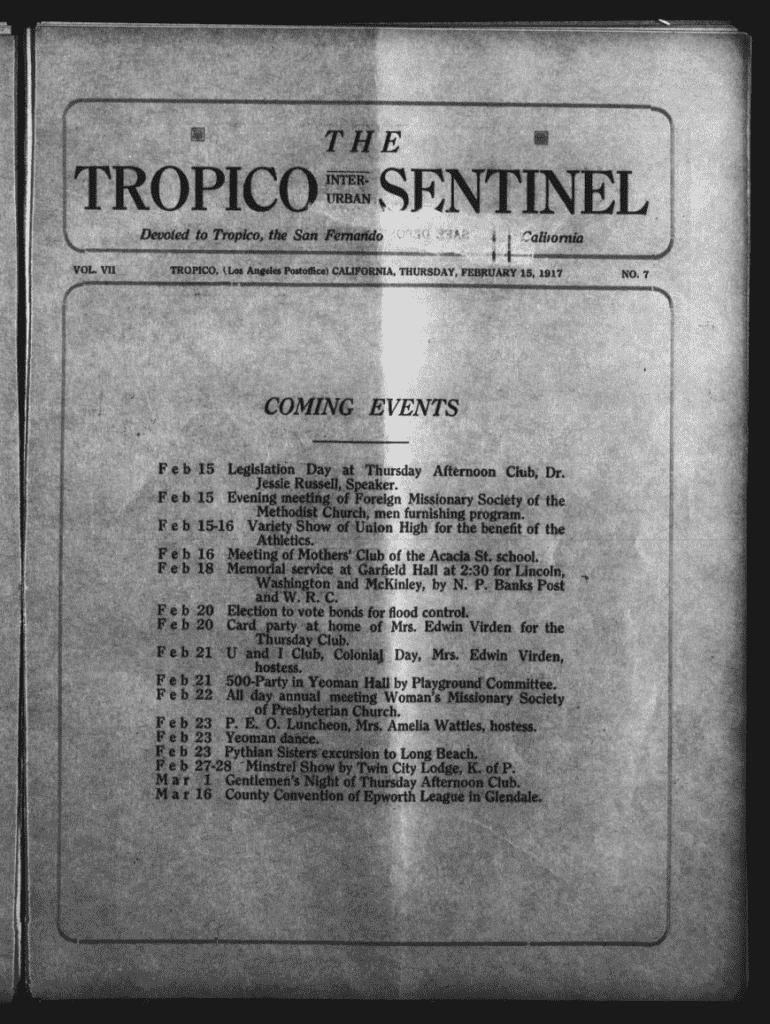 THE
TROPICO INTER-URBAN SENTINEL
Devoted to Tropico, the San Fernando California
VOL. VII TROPICO, (Los Angeles Postoffice) CALIFORNIA, THURSDAY, FEBRUARY 15, 1917 NO. 7
COMING EVENTS
Feb 15 Legislation Day at Thursday Afternoon Club, Dr.
Jessie Russell, Speaker.
Feb 15 Evening meeting of Foreign Missionary Society of the
Methodist Church, men furnishing program.
Feb 15-16 Variety Show of Union High for the benefit of the
Athletics.
Feb 16 Meeting of Mothers' Club of the Acacia St. school.
Feb 18 Memorial service at Garfield Hall at 2:30 for Lincoln,
Washington and McKinley, by N. P. Banks Post
and W. R. C.
Feb 20 Election to vote bonds for flood control.
Feb 20 Card party at home of Mrs. Edwin Virden for the
Thursday Club.
Feb 21 U and I Club, Colonial Day, Mrs. Edwin Virden,
hostess.
Feb 21 500-Party in Yeoman Hall by Playground Committee.
Feb 22 All day annual meeting Woman's Missionary Society
of Presbyterian Church.
Feb 23 P. E. O. Luncheon, Mrs. Amelia Wattles, hostess.
Feb 23 Yeoman dance.
Feb 23 Pythian Sisters excursion to Long Beach.
Feb 27-28 Minstrel Show by Twin City Lodge, K. of P.
Mar 1 Gentlemen's Night of Thursday Afternoon Club.
Mar 16 County Convention of Epworth League in Glendale.